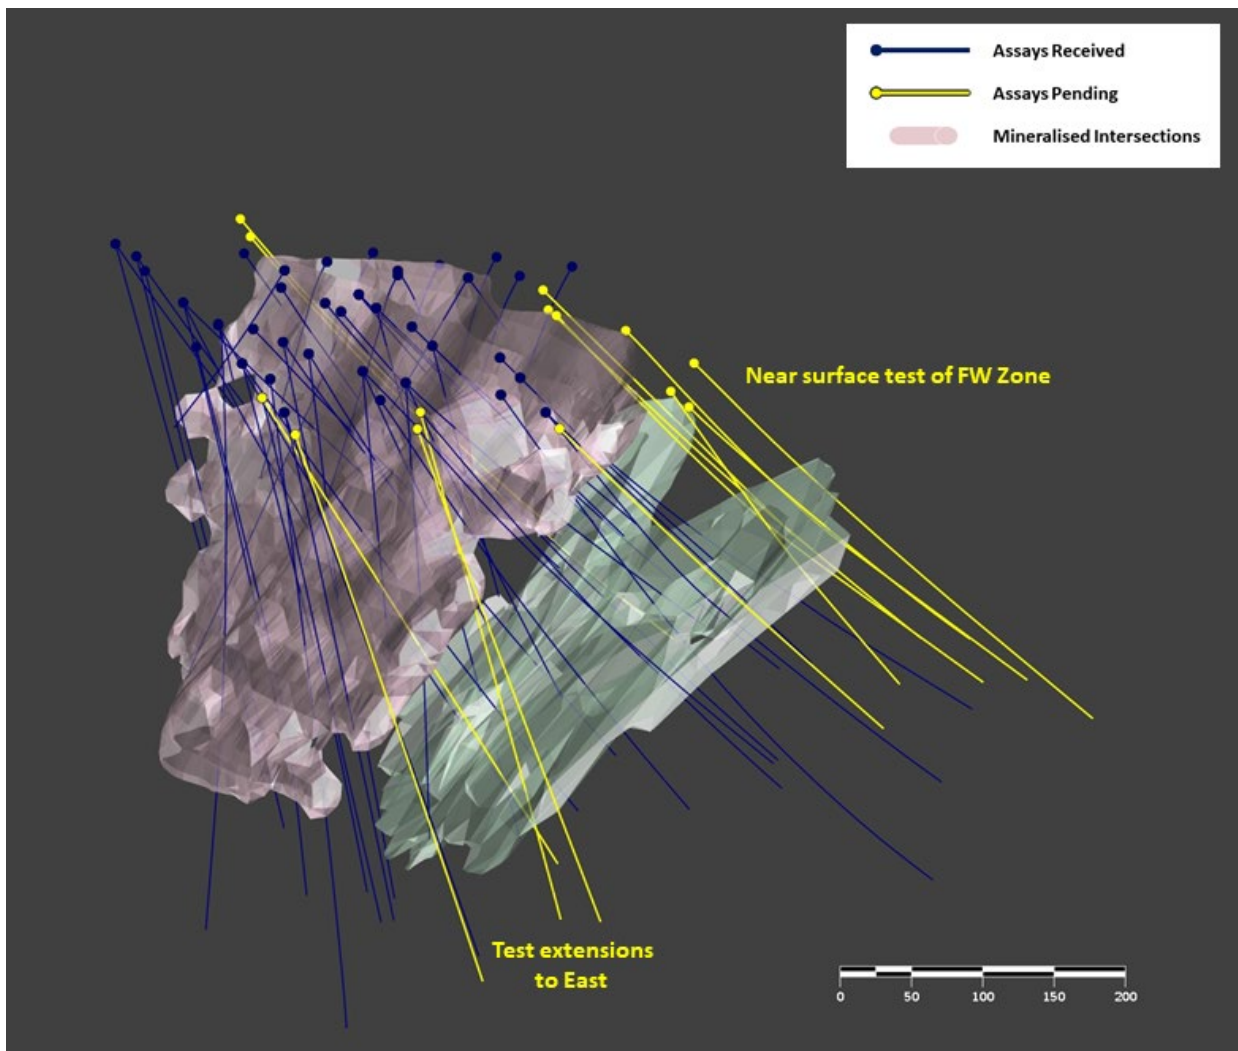 Assays Received
Assays Pending
Mineralised Intersections
Near surface test of FW Zone
Test extensions
to East
0 50 100 150 200